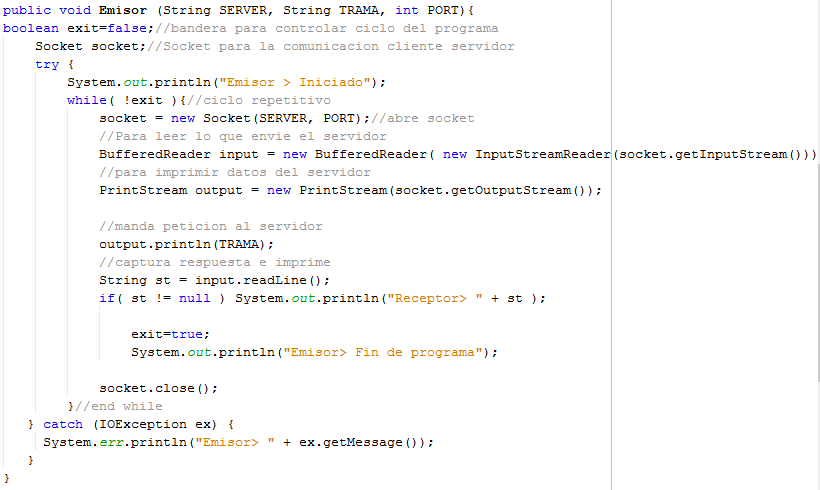 public void Emisor (String SERVER, String TRAMA, int PORT){
boolean exit=false;//bandera para controlar ciclo del programa
Socket socket;//Socket para la comunicacion cliente servidor
try {
System.out.println("Emisor > Iniciado");
while( !exit ){//ciclo repetitivo
socket = new Socket(SERVER, PORT);//abre socket
//Para leer lo que envie el servidor
BufferedReader input = new BufferedReader( new InputStreamReader(socket.getInputStream()))
//para imprimir datos del servidor
PrintStream output = new PrintStream(socket.getOutputStream());
//manda peticion al servidor
output.println(TRAMA);
//captura respuesta e imprime
String st = input.readLine();
if( st != null ) System.out.println("Receptor> " + st );
exit=true;
System.out.println("Emisor> Fin de programa");
socket.close();
}//end while
} catch (IOException ex) {
System.err.println("Emisor> " + ex.getMessage());
}
}